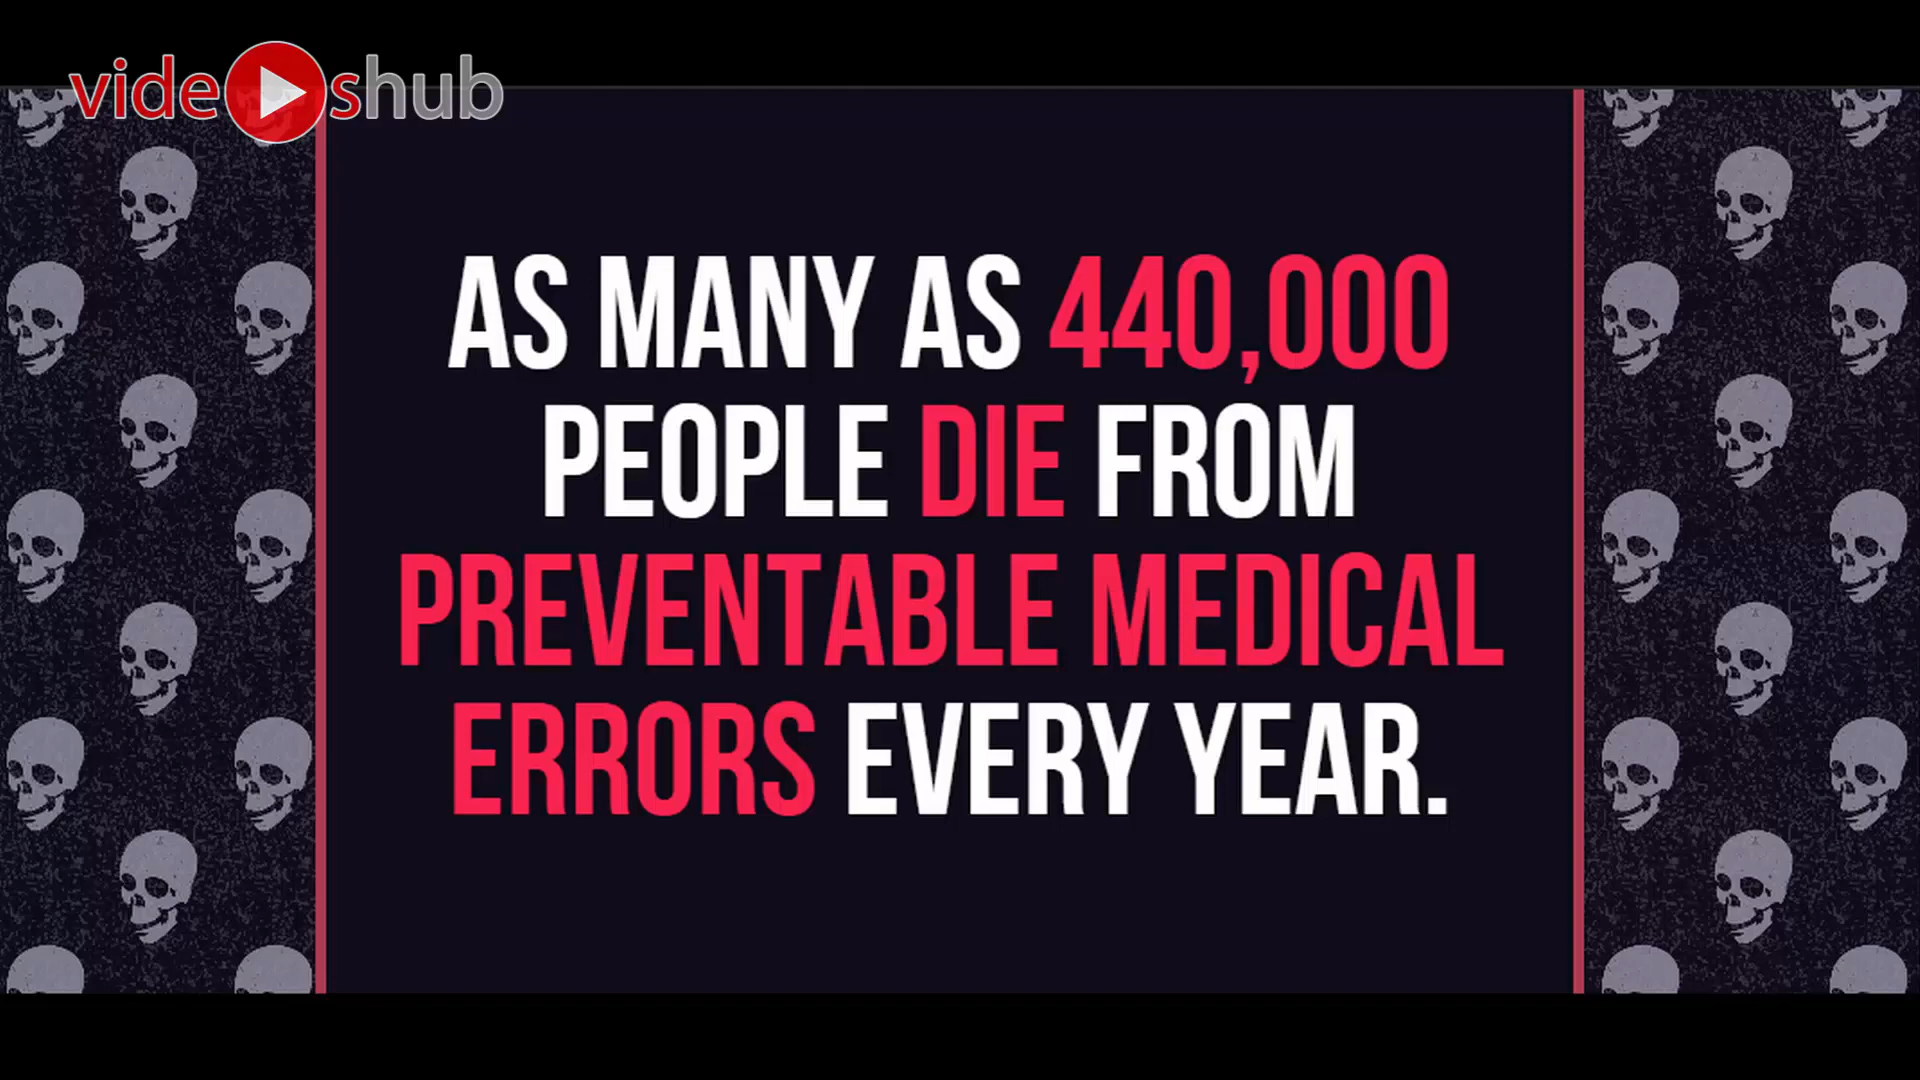 videoshub
AS MANY AS 440,000
PEOPLE DIE FROM
PREVENTABLE MEDICAL
ERRORS EVERY YEAR.